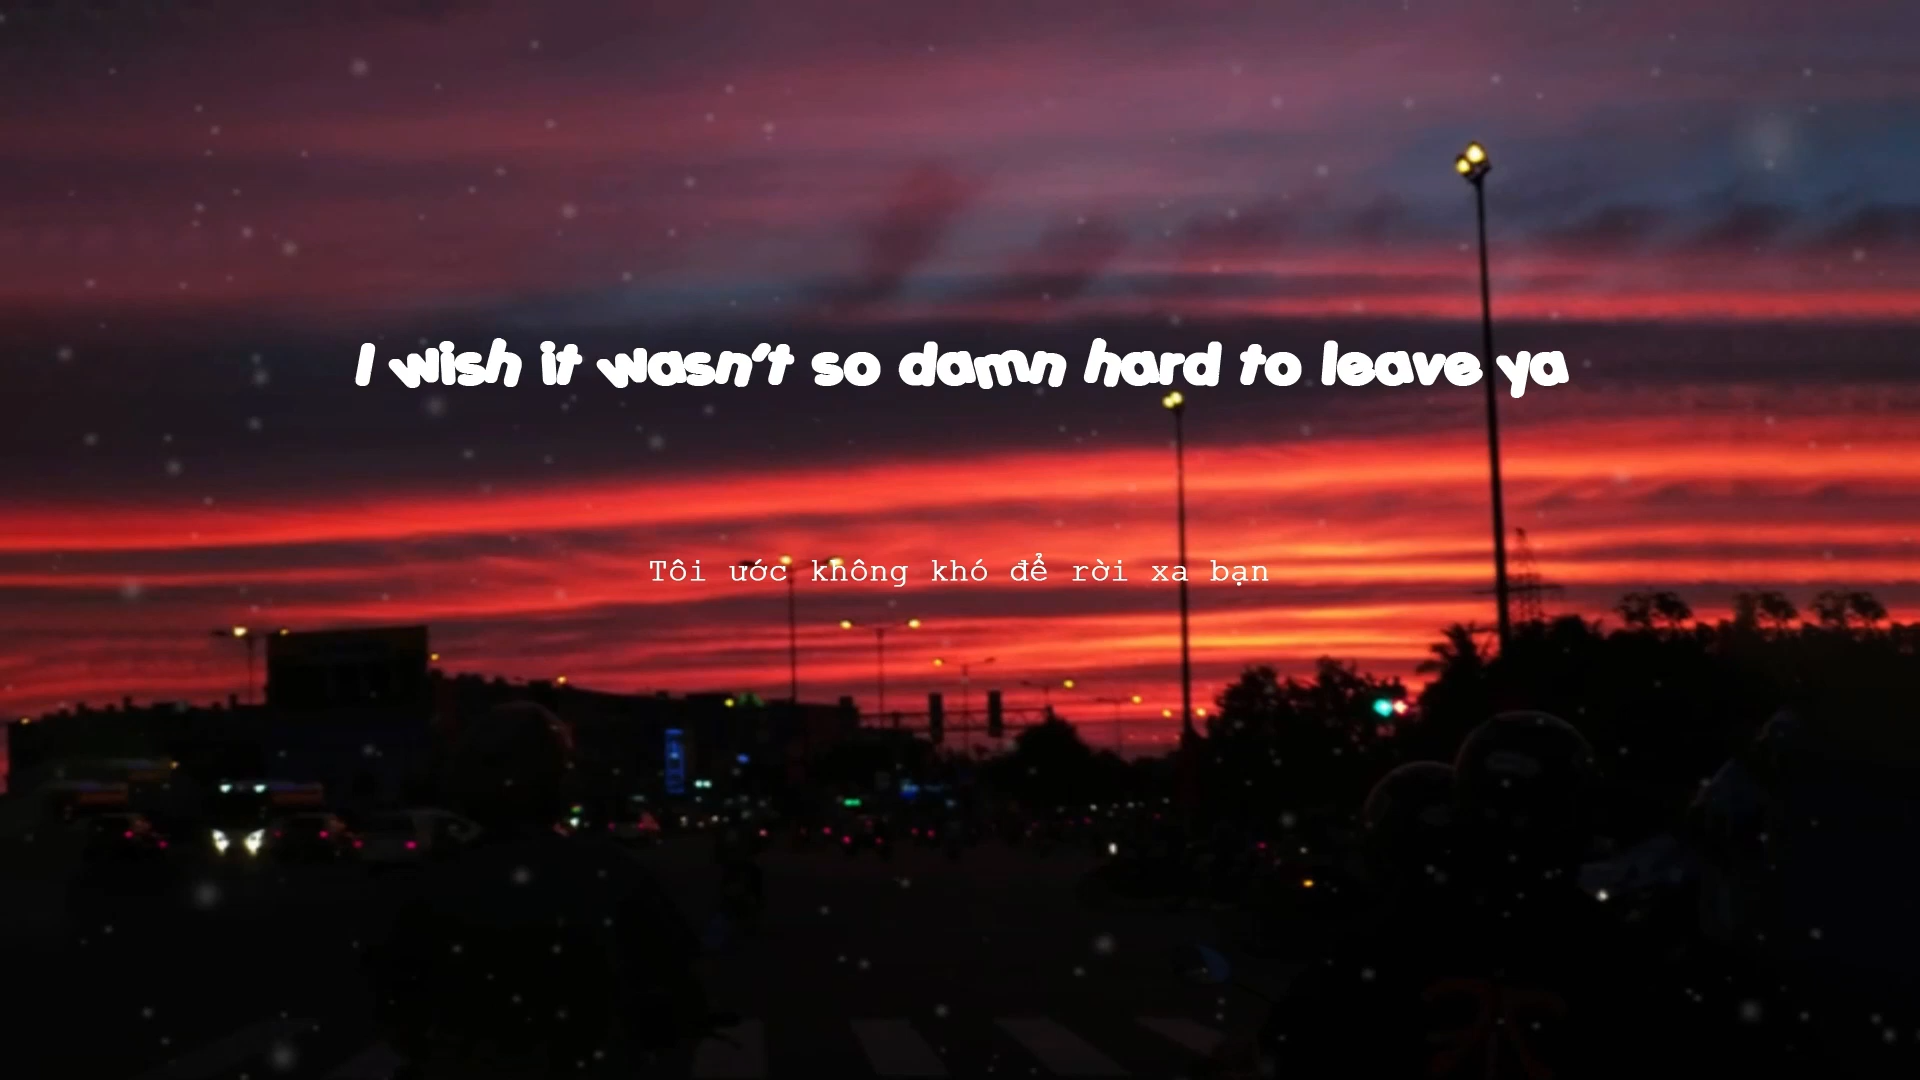 I wish it wasn't so damn hard to leave ya
Tôi ước không khó để rời xa bạn